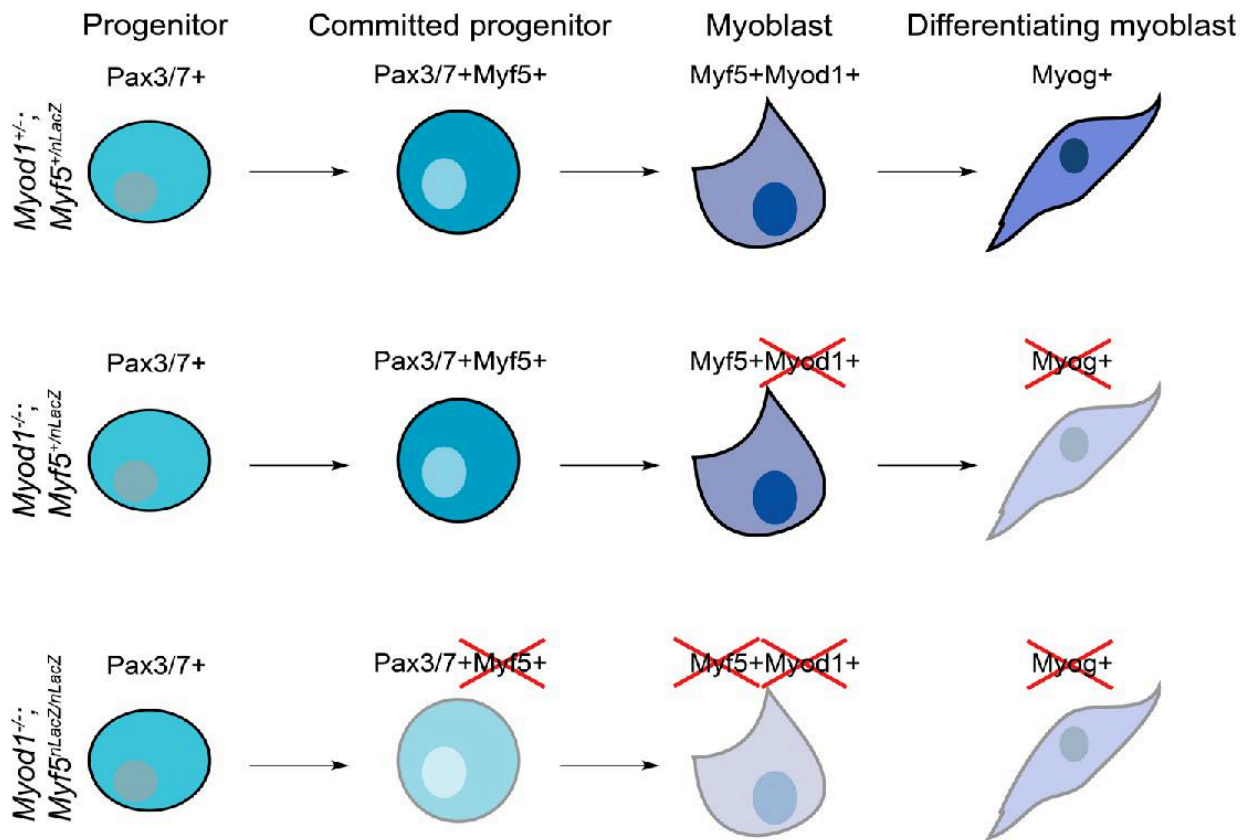 Progenitor
Committed progenitor
Myoblast
Differentiating myoblast
Myod1+/-;
Myf5+/nLacZ
Pax3/7+
Pax3/7+Myf5+
Myf5+Myod1+
Myog+
Myod1-/-;
Myf5+/nLacZ
Pax3/7+
Pax3/7+Myf5+
Myf5+Myod1+
Myog+
Myod1-/-;
Myf5nLacZ/nLacZ
Pax3/7+
Pax3/7+Myf5+
Myf5+Myod1+
Myog+